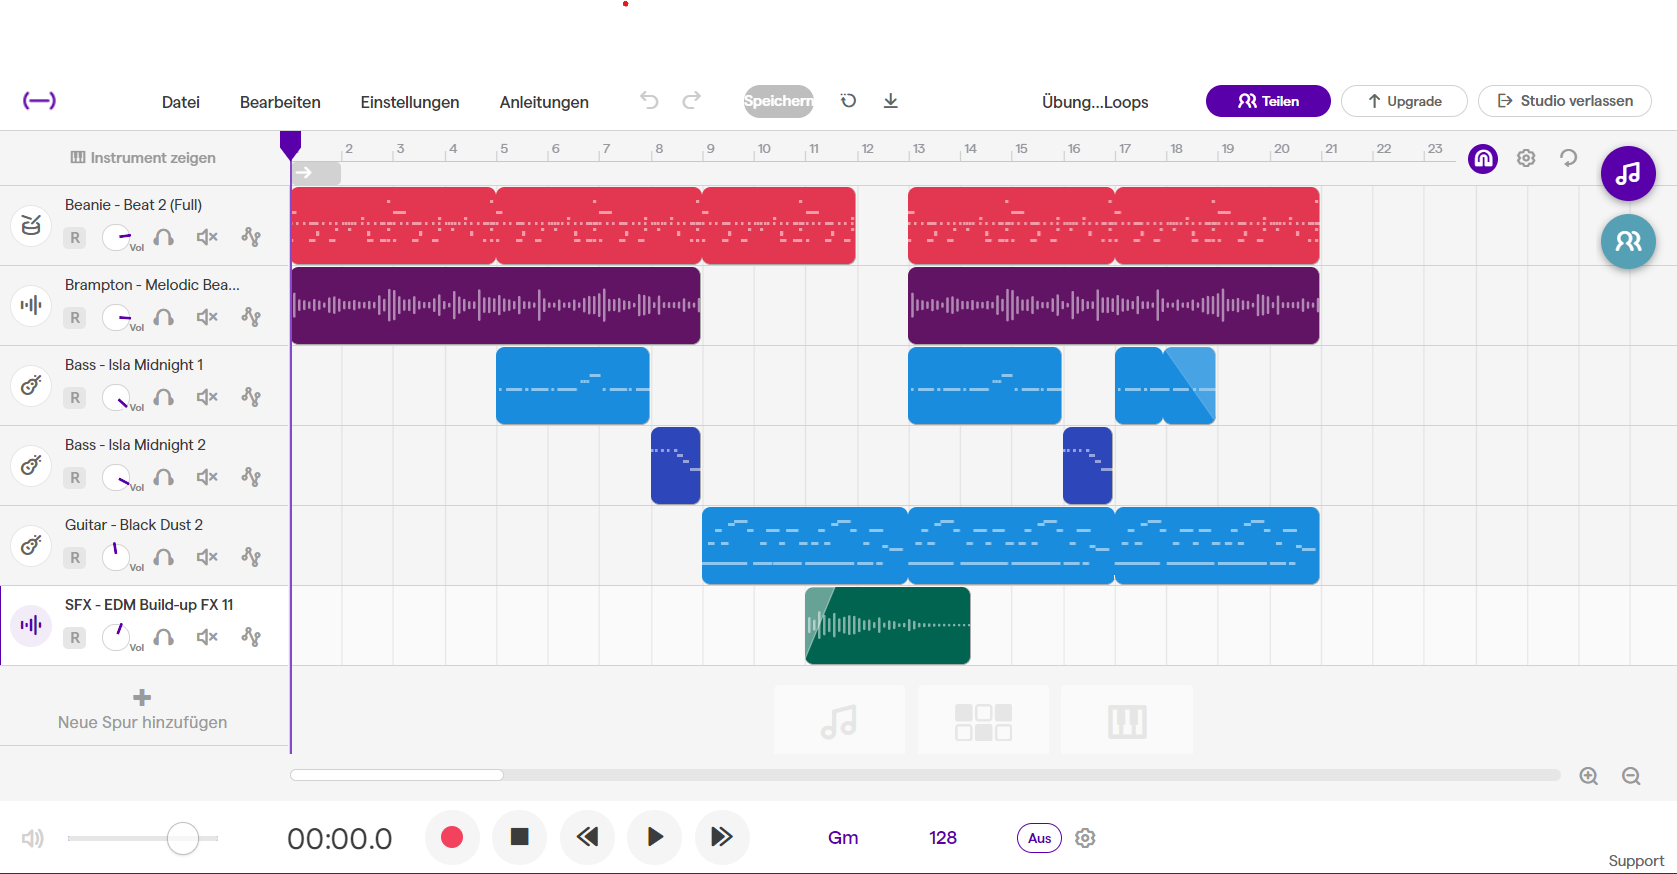 Datei Bearbeiten Einstellungen Anleitungen Speichern Übung...Loops Teilen Upgrade Studio verlassen
Instrument zeigen
2 3 4 5 6 7 8 9 10 11 12 13 14 15 16 17 18 19 20 21 22 23
Beanie - Beat 2 (Full)
R Vol
Brampton - Melodic Bea...
R Vol
Bass - Isla Midnight 1
R Vol
Bass - Isla Midnight 2
R Vol
Guitar - Black Dust 2
R Vol
SFX - EDM Build-up FX 11
R Vol
Neue Spur hinzufügen
00:00.0 Gm 128 Aus
Support